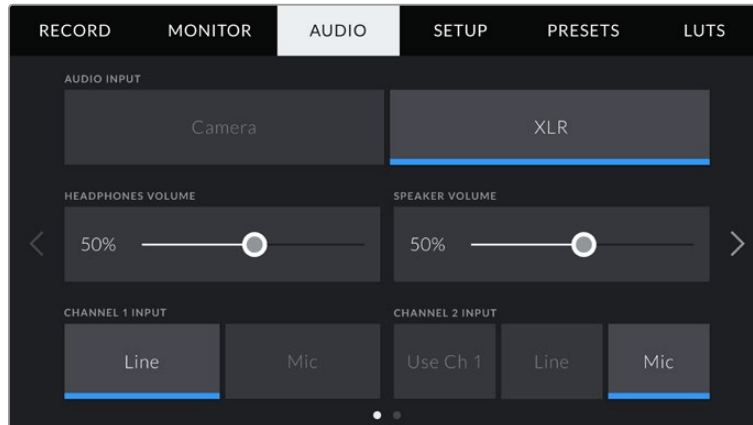 RECORD MONITOR AUDIO SETUP PRESETS LUTS
AUDIO INPUT
Camera XLR
HEADPHONES VOLUME SPEAKER VOLUME
50% 50%
CHANNEL 1 INPUT CHANNEL 2 INPUT
Line Mic Use Ch 1 Line Mic